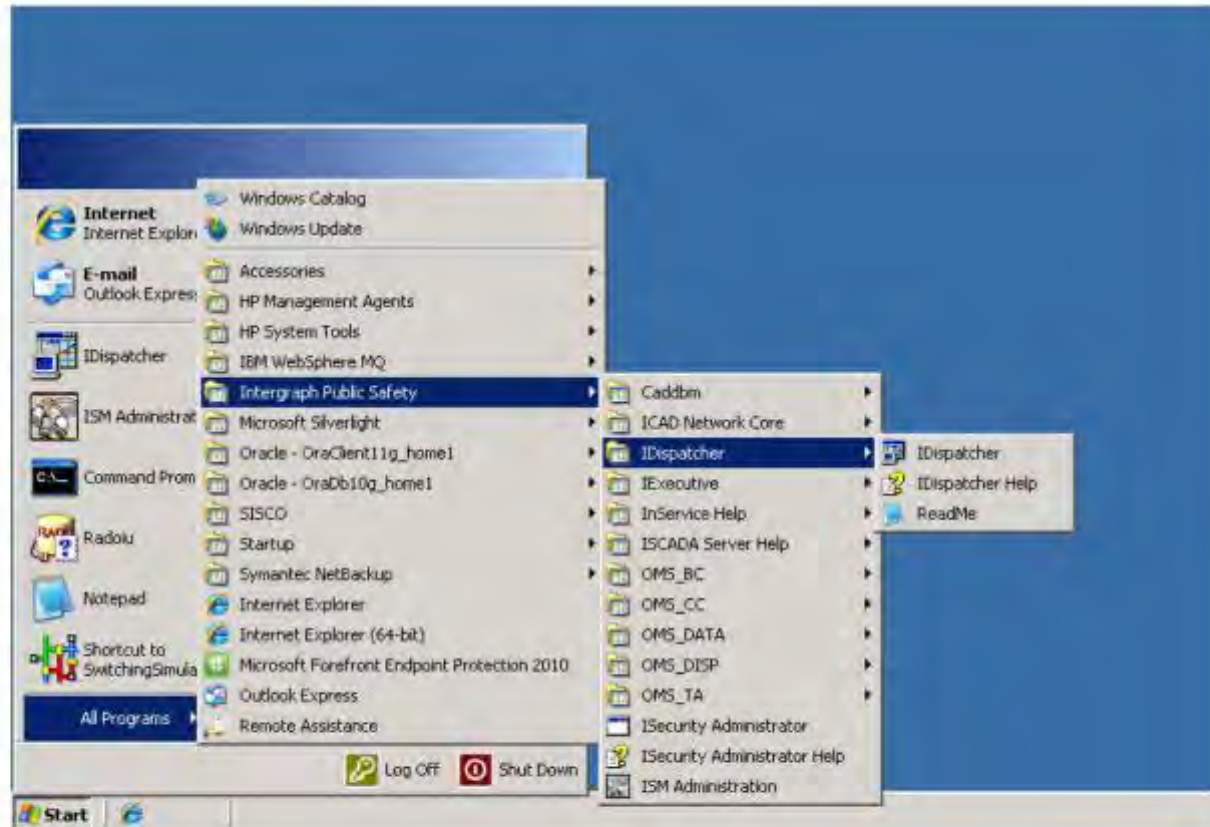 Internet
Internet Explor
E-mail
Outlook Express
IDispatcher
ISM Administrat
Command Prom
Radoiu
Notepad
Shortcut to
SwitchingSimula
All Programs
Windows Catalog
Windows Update
Accessories
HP Management Agents
HP System Tools
IBM WebSphere MQ
Intergraph Public Safety
Microsoft Silverlight
Oracle - OraClient11g_home1
Oracle - OraDb10g_home1
SISCO
Startup
Symantec NetBackup
Internet Explorer
Internet Explorer (64-bit)
Microsoft Forefront Endpoint Protection 2010
Outlook Express
Remote Assistance
Caddbm
ICAD Network Core
IDispatcher
IExecutive
InService Help
ISCADA Server Help
OMS_BC
OMS_CC
OMS_DATA
OMS_DISP
OMS_TA
ISecurity Administrator
ISecurity Administrator Help
ISM Administration
IDispatcher
IDispatcher Help
ReadMe
Log Off
Shut Down
Start